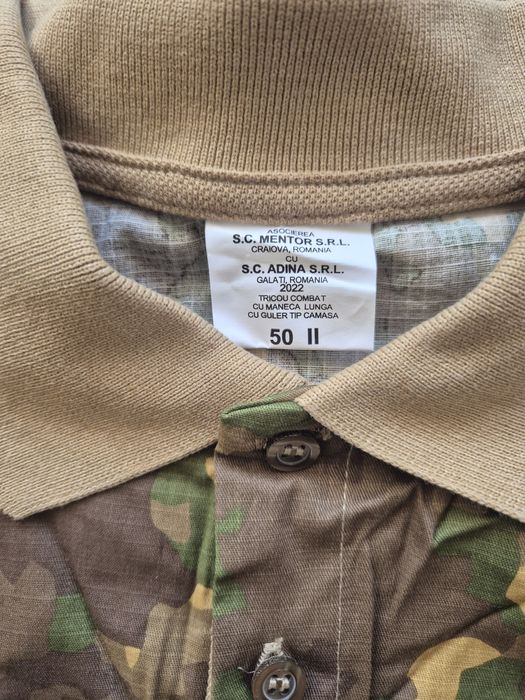 ASOCIEREA
S.C. MENTOR S.R.L.
CRAIOVA, ROMANIA
CU
S.C. ADINA S.R.L.
GALATI, ROMANIA
2022
TRICOU COMBAT
CU MANECA LUNGA
CU GULER TIP CAMASA
50 II